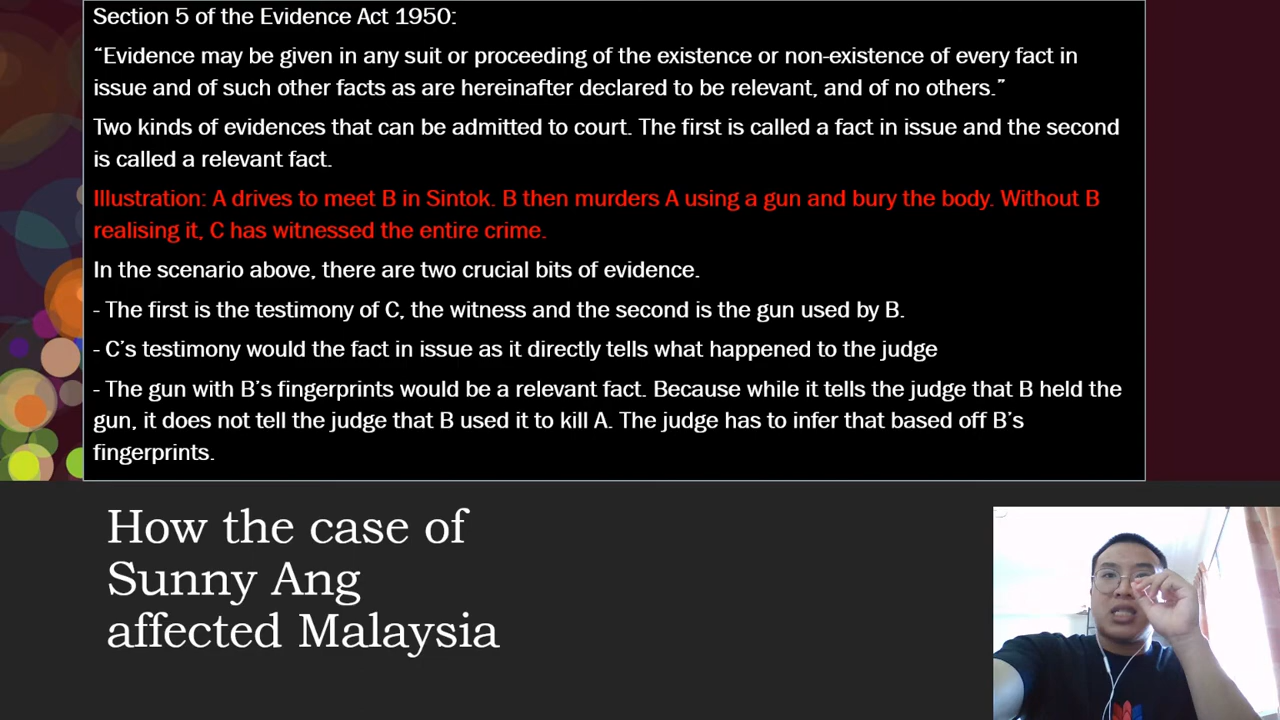 Section 5 of the Evidence Act 1950:
“Evidence may be given in any suit or proceeding of the existence or non-existence of every fact in
issue and of such other facts as are hereinafter declared to be relevant, and of no others.”
Two kinds of evidences that can be admitted to court. The first is called a fact in issue and the second
is called a relevant fact.
Illustration: A drives to meet B in Sintok. B then murders A using a gun and bury the body. Without B
realising it, C has witnessed the entire crime.
In the scenario above, there are two crucial bits of evidence.
- The first is the testimony of C, the witness and the second is the gun used by B.
- C’s testimony would the fact in issue as it directly tells what happened to the judge
- The gun with B’s fingerprints would be a relevant fact. Because while it tells the judge that B held the
gun, it does not tell the judge that B used it to kill A. The judge has to infer that based off B’s
fingerprints.
How the case of
Sunny Ang
affected Malaysia